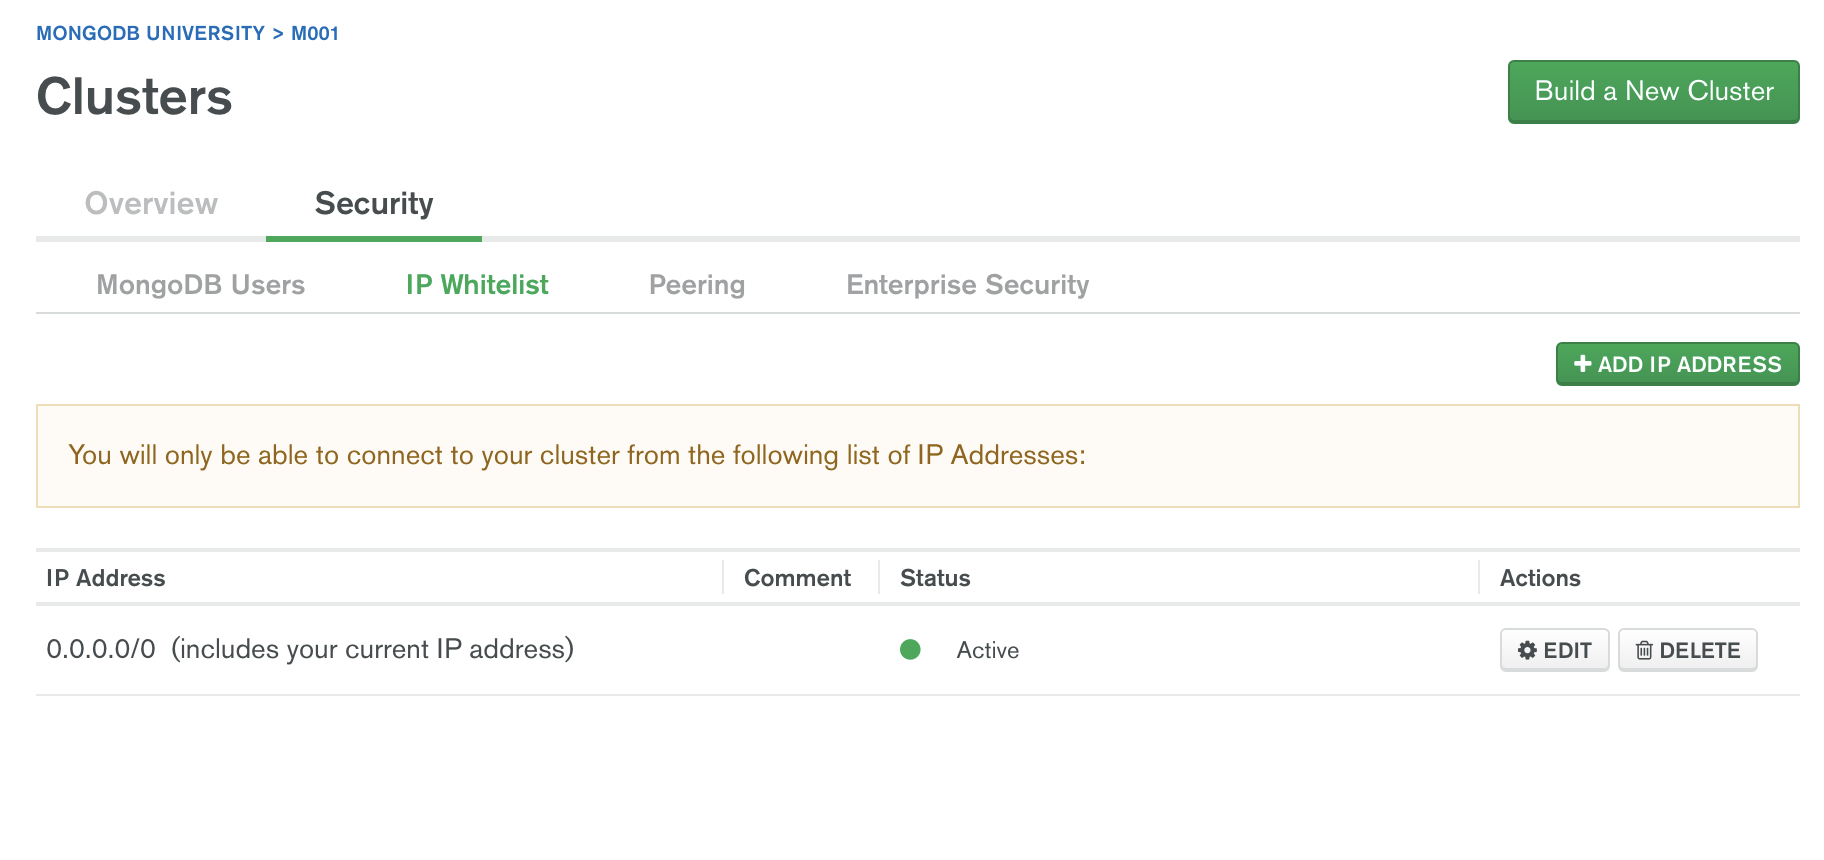 MONGODB UNIVERSITY > M001
Clusters
Build a New Cluster
Overview Security
MongoDB Users IP Whitelist Peering Enterprise Security
+ ADD IP ADDRESS
You will only be able to connect to your cluster from the following list of IP Addresses:
IP Address Comment Status Actions
0.0.0.0/0 (includes your current IP address) Active EDIT DELETE